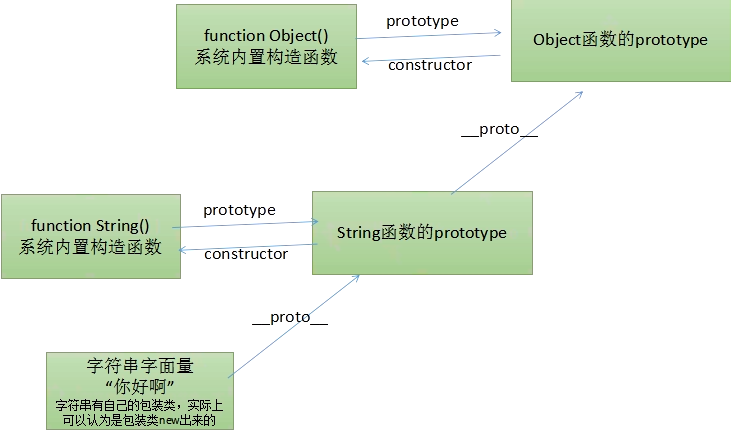 function Object()
系统内置构造函数
prototype
constructor
Object函数的prototype
__proto__
function String()
系统内置构造函数
prototype
constructor
String函数的prototype
__proto__
字符串字面量
“你好啊”
字符串有自己的包装类，实际上
可以认为是包装类new出来的